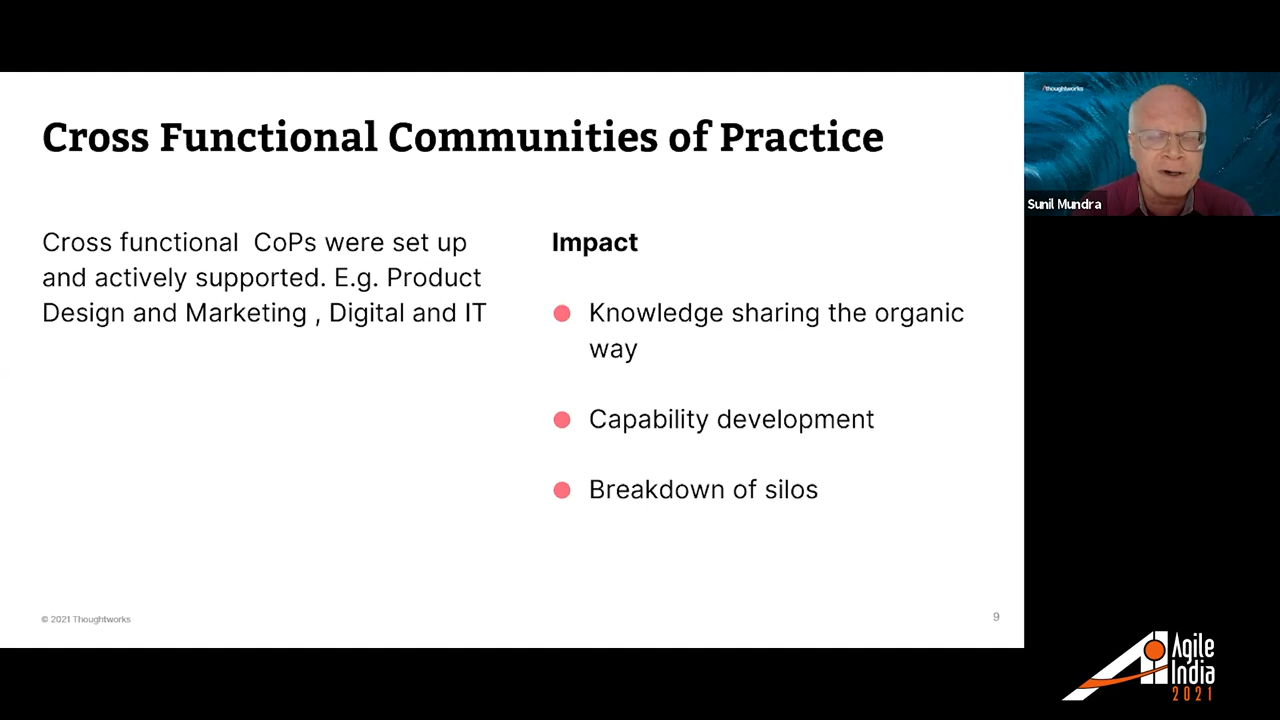 Cross Functional Communities of Practice
Cross functional  CoPs were set up
and actively supported. E.g. Product
Design and Marketing , Digital and IT
Impact
Knowledge sharing the organic
way
Capability development
Breakdown of silos
© 2021 Thoughtworks
9
/thoughtworks
Sunil Mundra
Agile
India
2021